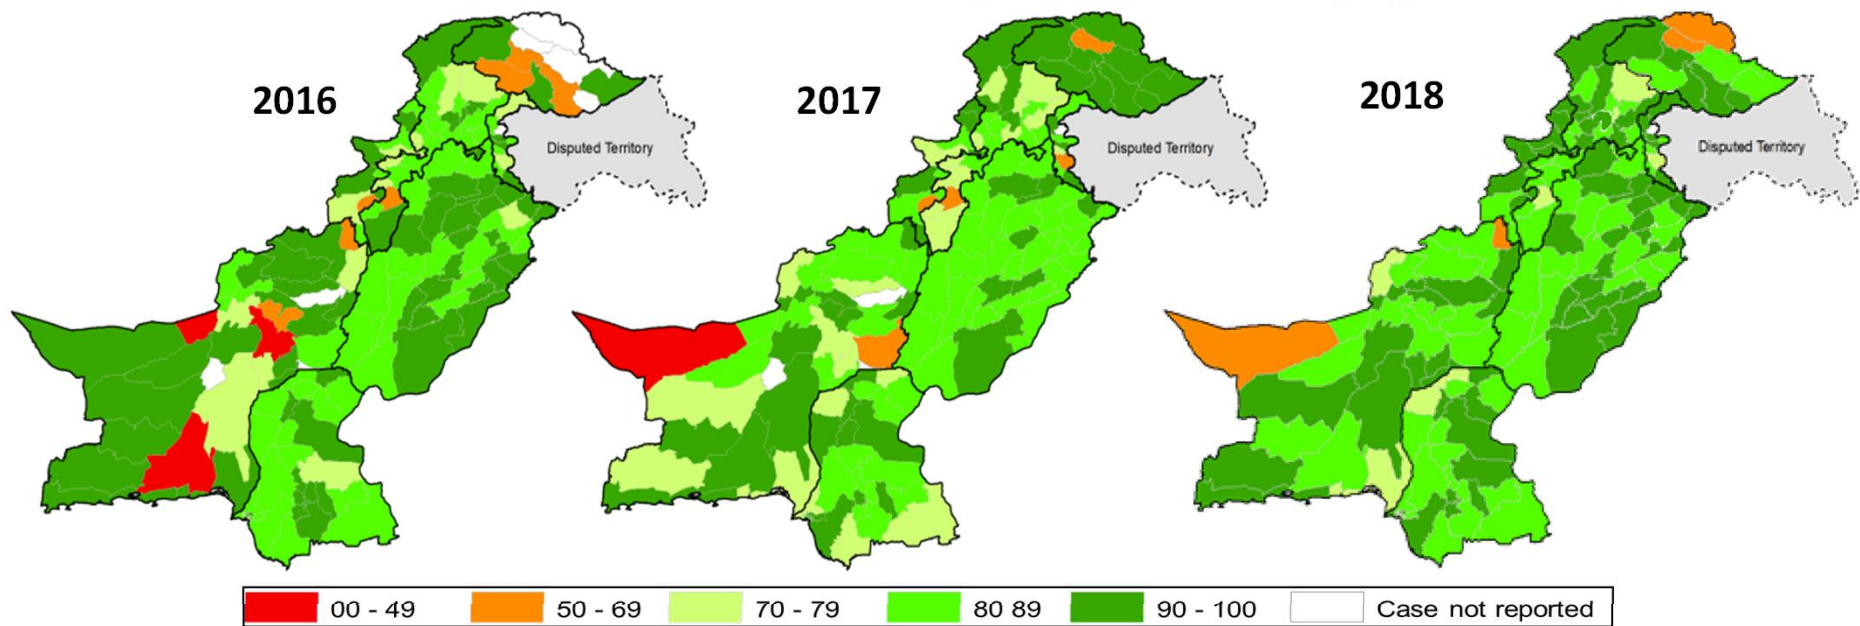 2016
2017
2018
Disputed Territory
Disputed Territory
Disputed Territory
00 - 49
50 - 69
70 - 79
80 89
90 - 100
Case not reported